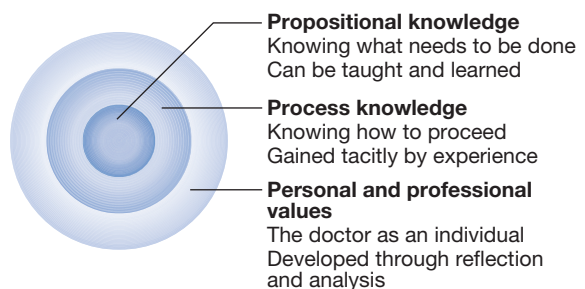 Propositional knowledge
Knowing what needs to be done
Can be taught and learned
Process knowledge
Knowing how to proceed
Gained tacitly by experience
Personal and professional
values
The doctor as an individual
Developed through reflection
and analysis